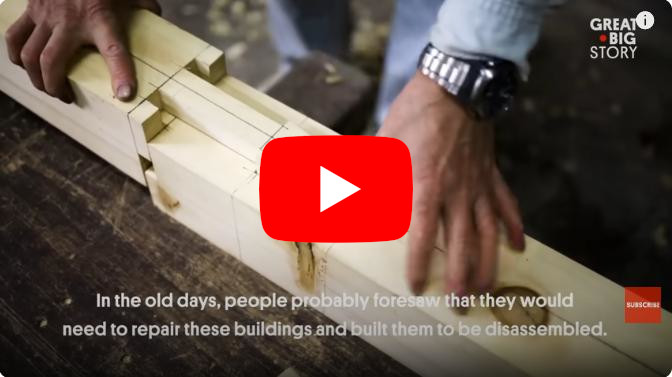 GREAT
BIG
STORY
i
In the old days, people probably foresaw that they would
need to repair these buildings and built them to be disassembled.
SUBSCRIBE